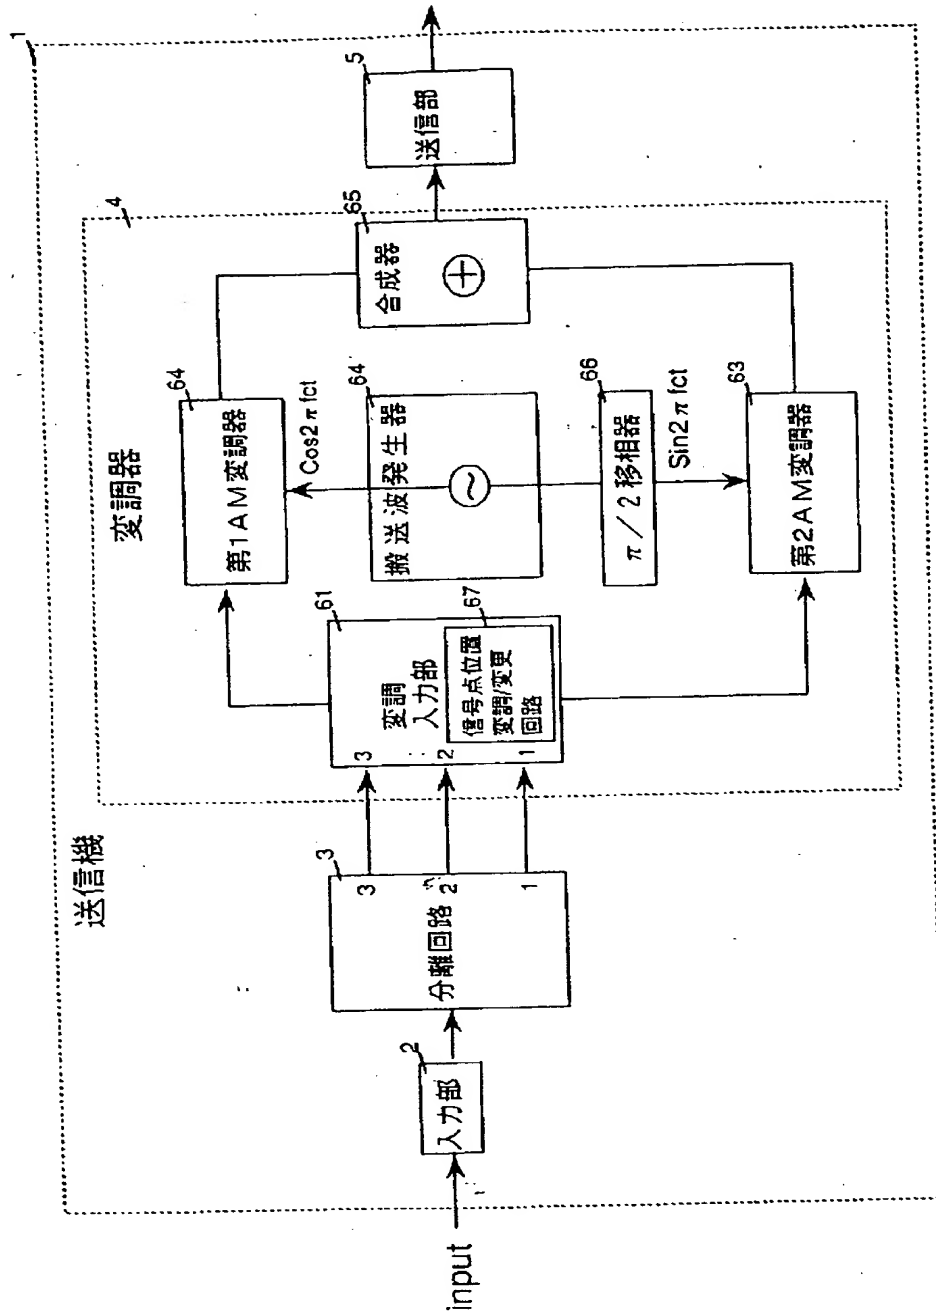 1
送信機
4
変調器
input
2
入力部
3
分離回路
3
2
1
61
変調
入力部
3
2
1
67
信号点位置
変調/変更
回路
64
第1AM変調器
Cos2πfct
64
搬送波発生器
~
66
π/2移相器
Sin2πfct
63
第2AM変調器
65
合成器
+
5
送信部